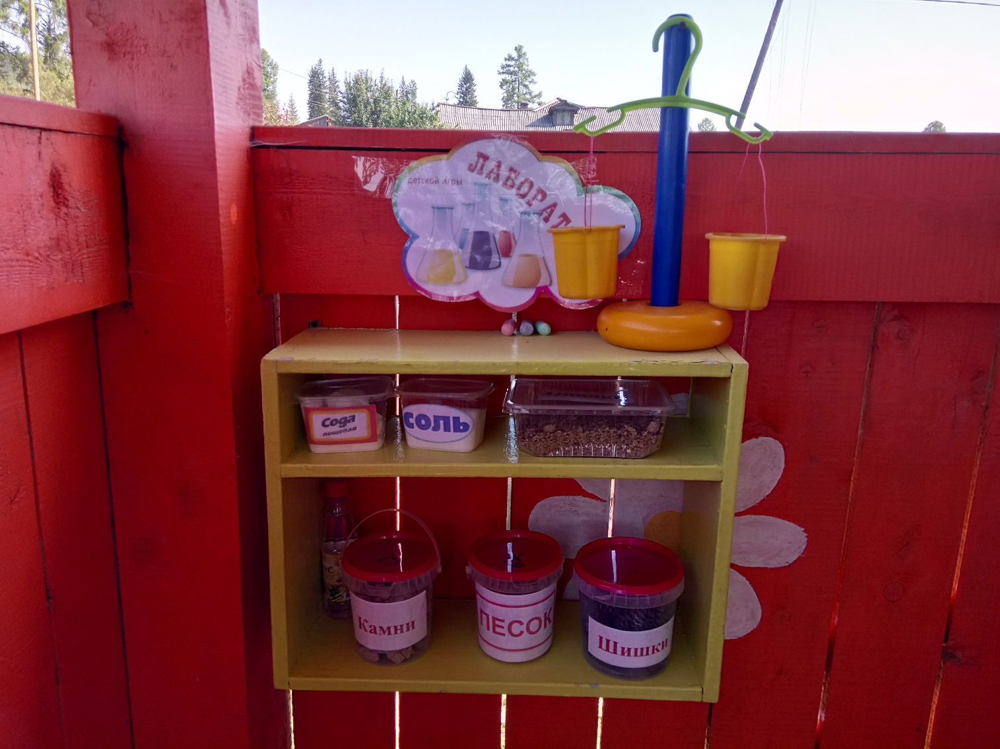 ЛАБОРАТ
детской игры
Сода
пищевая
СОЛЬ
Камни
ПЕСОК
Шишки